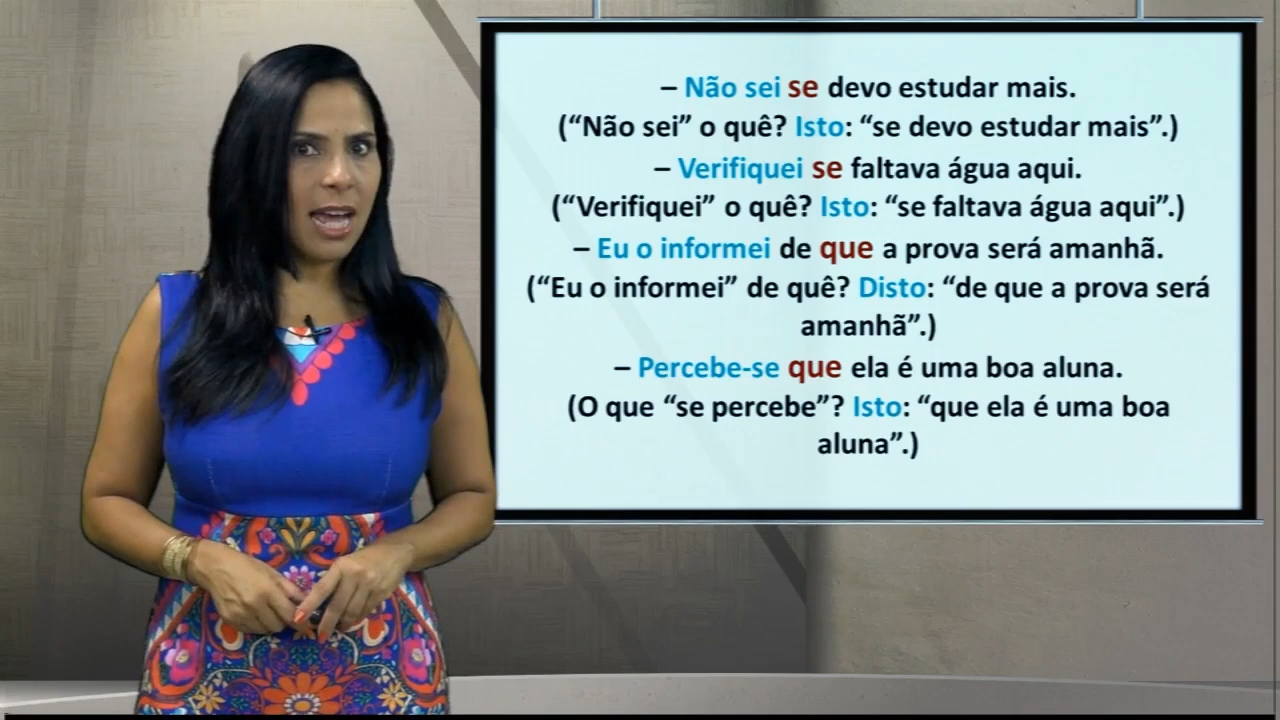 – Não sei se devo estudar mais.
(“Não sei” o quê? Isto: “se devo estudar mais”.)
– Verifiquei se faltava água aqui.
(“Verifiquei” o quê? Isto: “se faltava água aqui”.)
– Eu o informei de que a prova será amanhã.
(“Eu o informei” de quê? Disto: “de que a prova será
amanhã”.)
– Percebe-se que ela é uma boa aluna.
(O que “se percebe”? Isto: “que ela é uma boa
aluna”.)